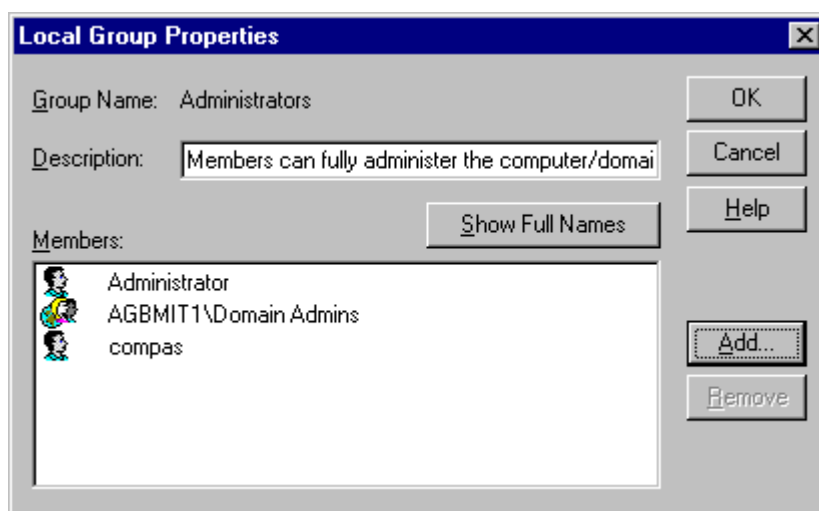 Local Group Properties
Group Name: Administrators
OK
Description: Members can fully administer the computer/domai
Cancel
Show Full Names
Help
Members:
Administrator
AGBMIT1\Domain Admins
compas
Add...
Remove